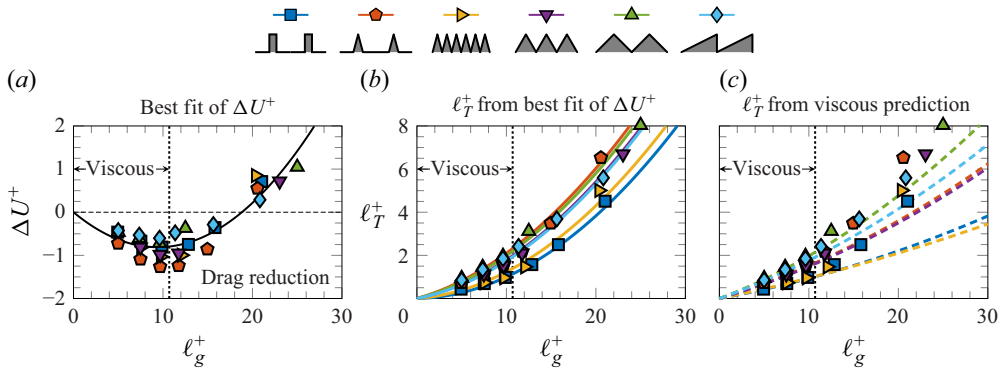 (a)
(b)
(c)
Best fit of ΔU+
ℓT+ from best fit of ΔU+
ℓT+ from viscous prediction
2
1
0
−1
−2
ΔU+
Viscous
Drag reduction
0
10
20
30
ℓg+
8
6
4
2
0
ℓT+
Viscous
0
10
20
30
ℓg+
Viscous
0
10
20
30
ℓg+